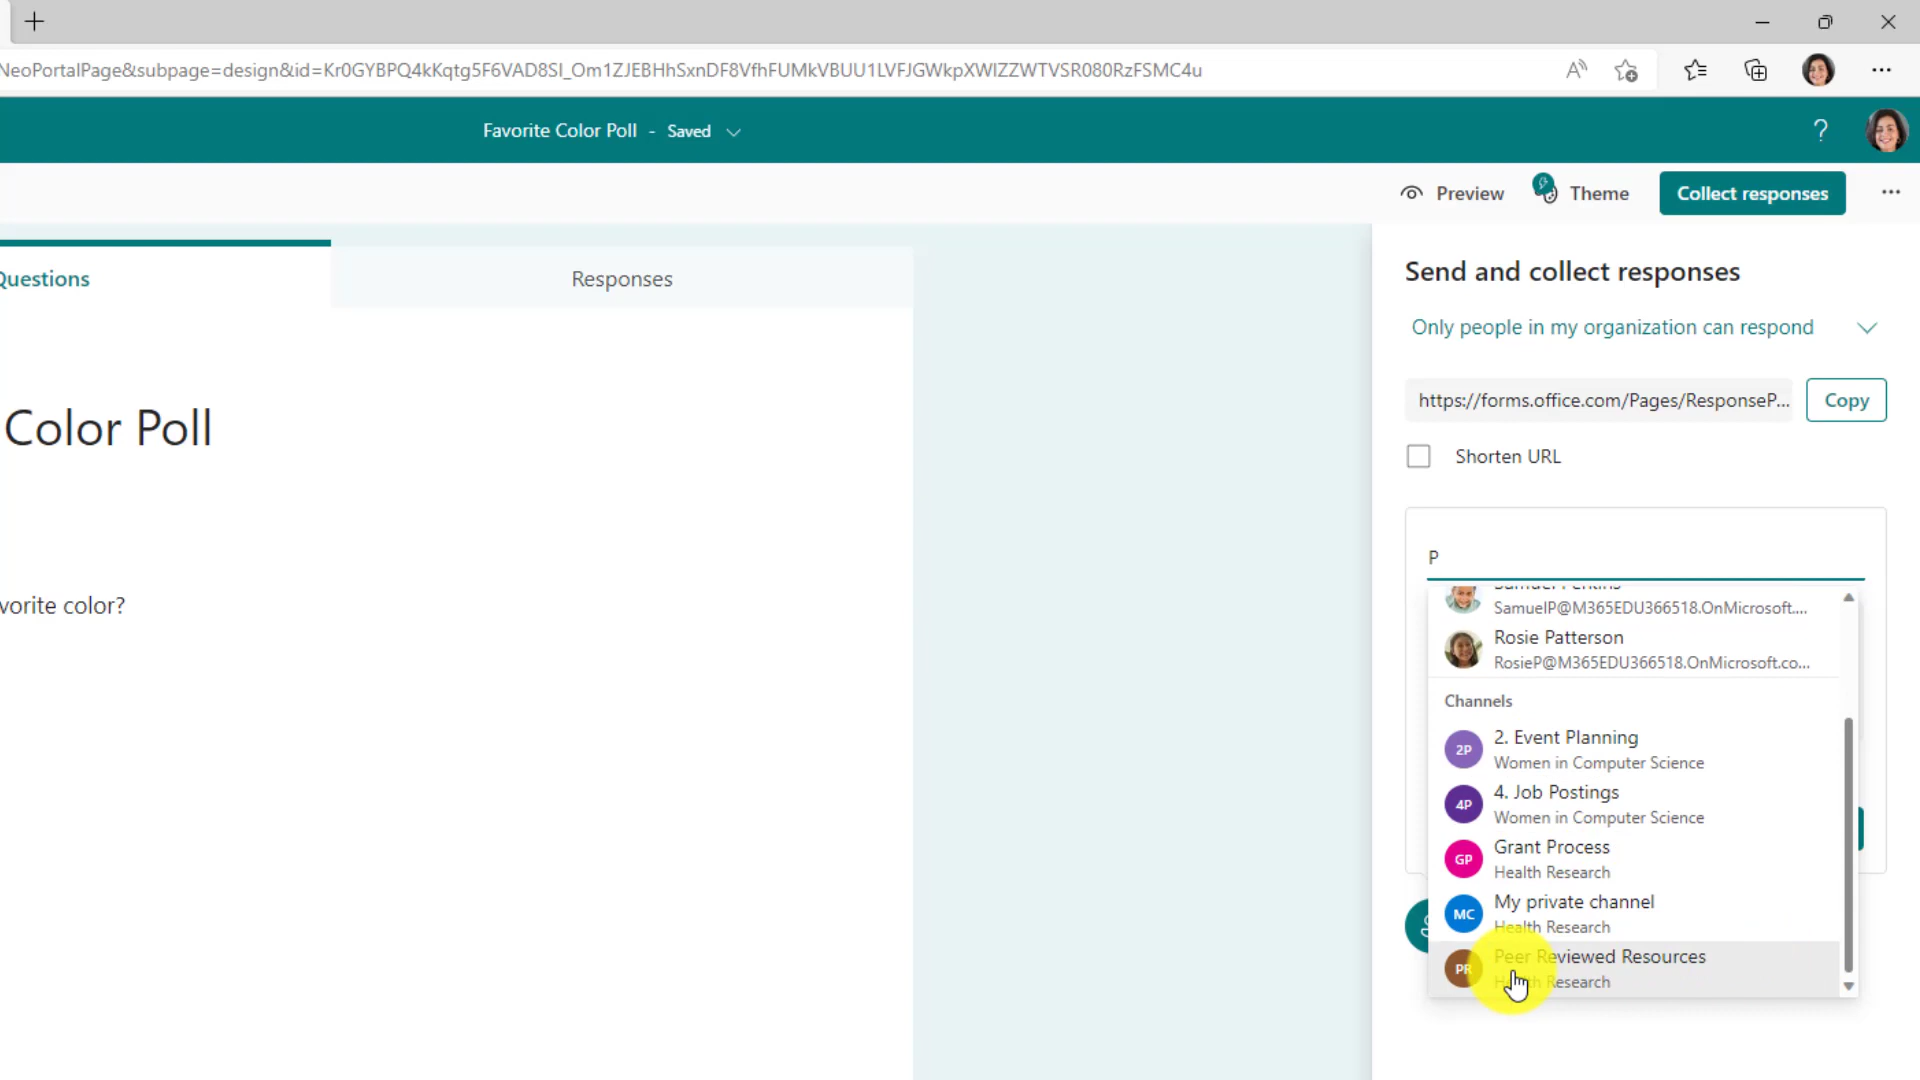 NeoPortalPage&subpage=design&id=Kr0GYBPQ4kKqtg5F6VAD8SI_Om1ZJEBHhSxnDF8VfhFUMkVBUU1LVFJGWkpXWlZZWTVSR080RzFSMC4u
Favorite Color Poll - Saved
?
Preview
Theme
Collect responses
Questions
Responses
Send and collect responses
Only people in my organization can respond
https://forms.office.com/Pages/ResponseP...
Copy
Color Poll
Shorten URL
P
vorite color?
Samuel Perkins
SamuelP@M365EDU366518.OnMicrosoft....
Rosie Patterson
RosieP@M365EDU366518.OnMicrosoft.co...
Channels
2P
2. Event Planning
Women in Computer Science
4P
4. Job Postings
Women in Computer Science
GP
Grant Process
Health Research
MC
My private channel
Health Research
PR
Peer Reviewed Resources
Health Research